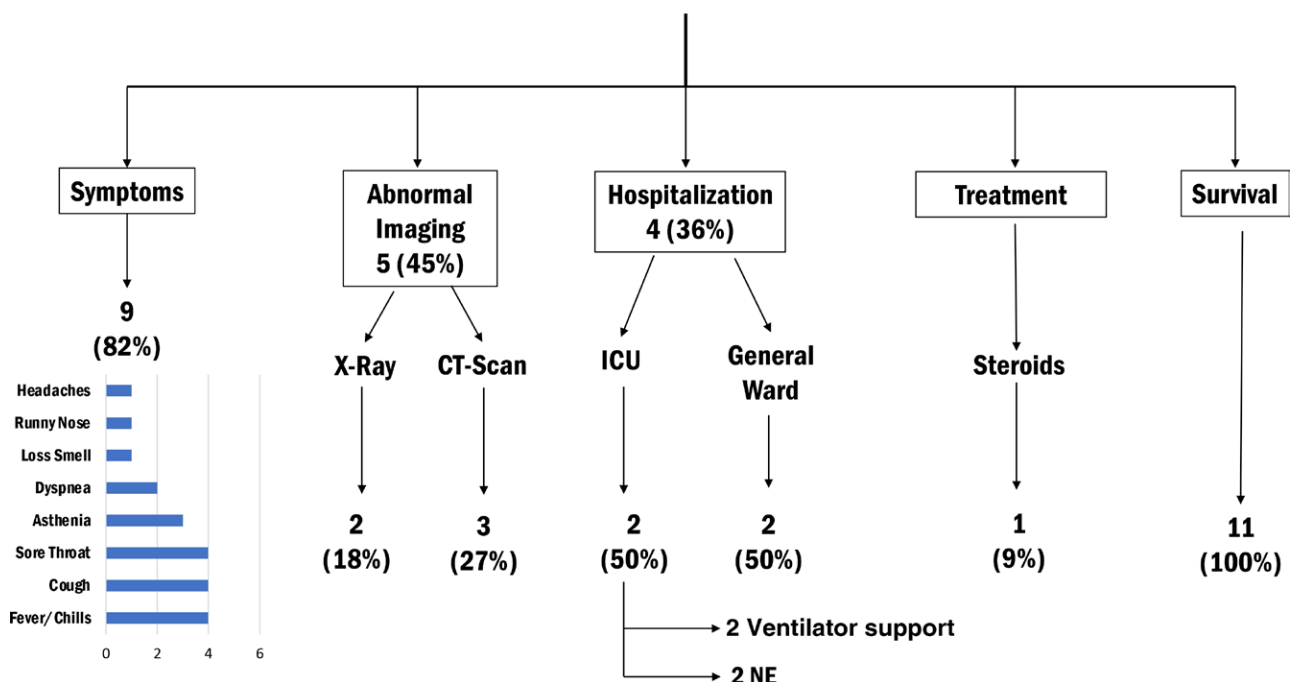 Symptoms
9
(82%)
Headaches
Runny Nose
Loss Smell
Dyspnea
Asthenia
Sore Throat
Cough
Fever/ Chills
0 2 4 6
Abnormal
Imaging
5 (45%)
X-Ray
CT-Scan
2
(18%)
3
(27%)
Hospitalization
4 (36%)
ICU
General
Ward
2
(50%)
2
(50%)
2 Ventilator support
2 NE
Treatment
Steroids
1
(9%)
Survival
11
(100%)